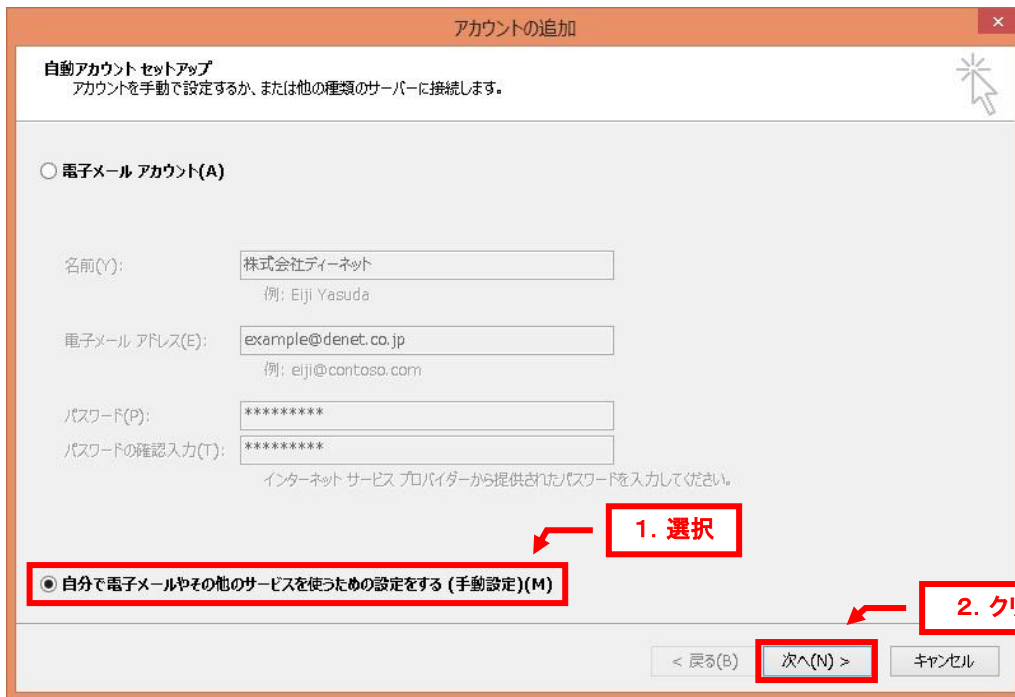 アカウントの追加
自動アカウント セットアップ
アカウントを手動で設定するか、または他の種類のサーバーに接続します。
電子メール アカウント(A)
名前(Y):
株式会社ディーネット
例: Eiji Yasuda
電子メール アドレス(E):
example@denet.co.jp
例: eiji@contoso.com
パスワード(P):
*********
パスワードの確認入力(T):
*********
インターネット サービス プロバイダーから提供されたパスワードを入力してください。
1. 選択
自分で電子メールやその他のサービスを使うための設定をする (手動設定)(M)
2. クリ
< 戻る(B)
次へ(N) >
キャンセル